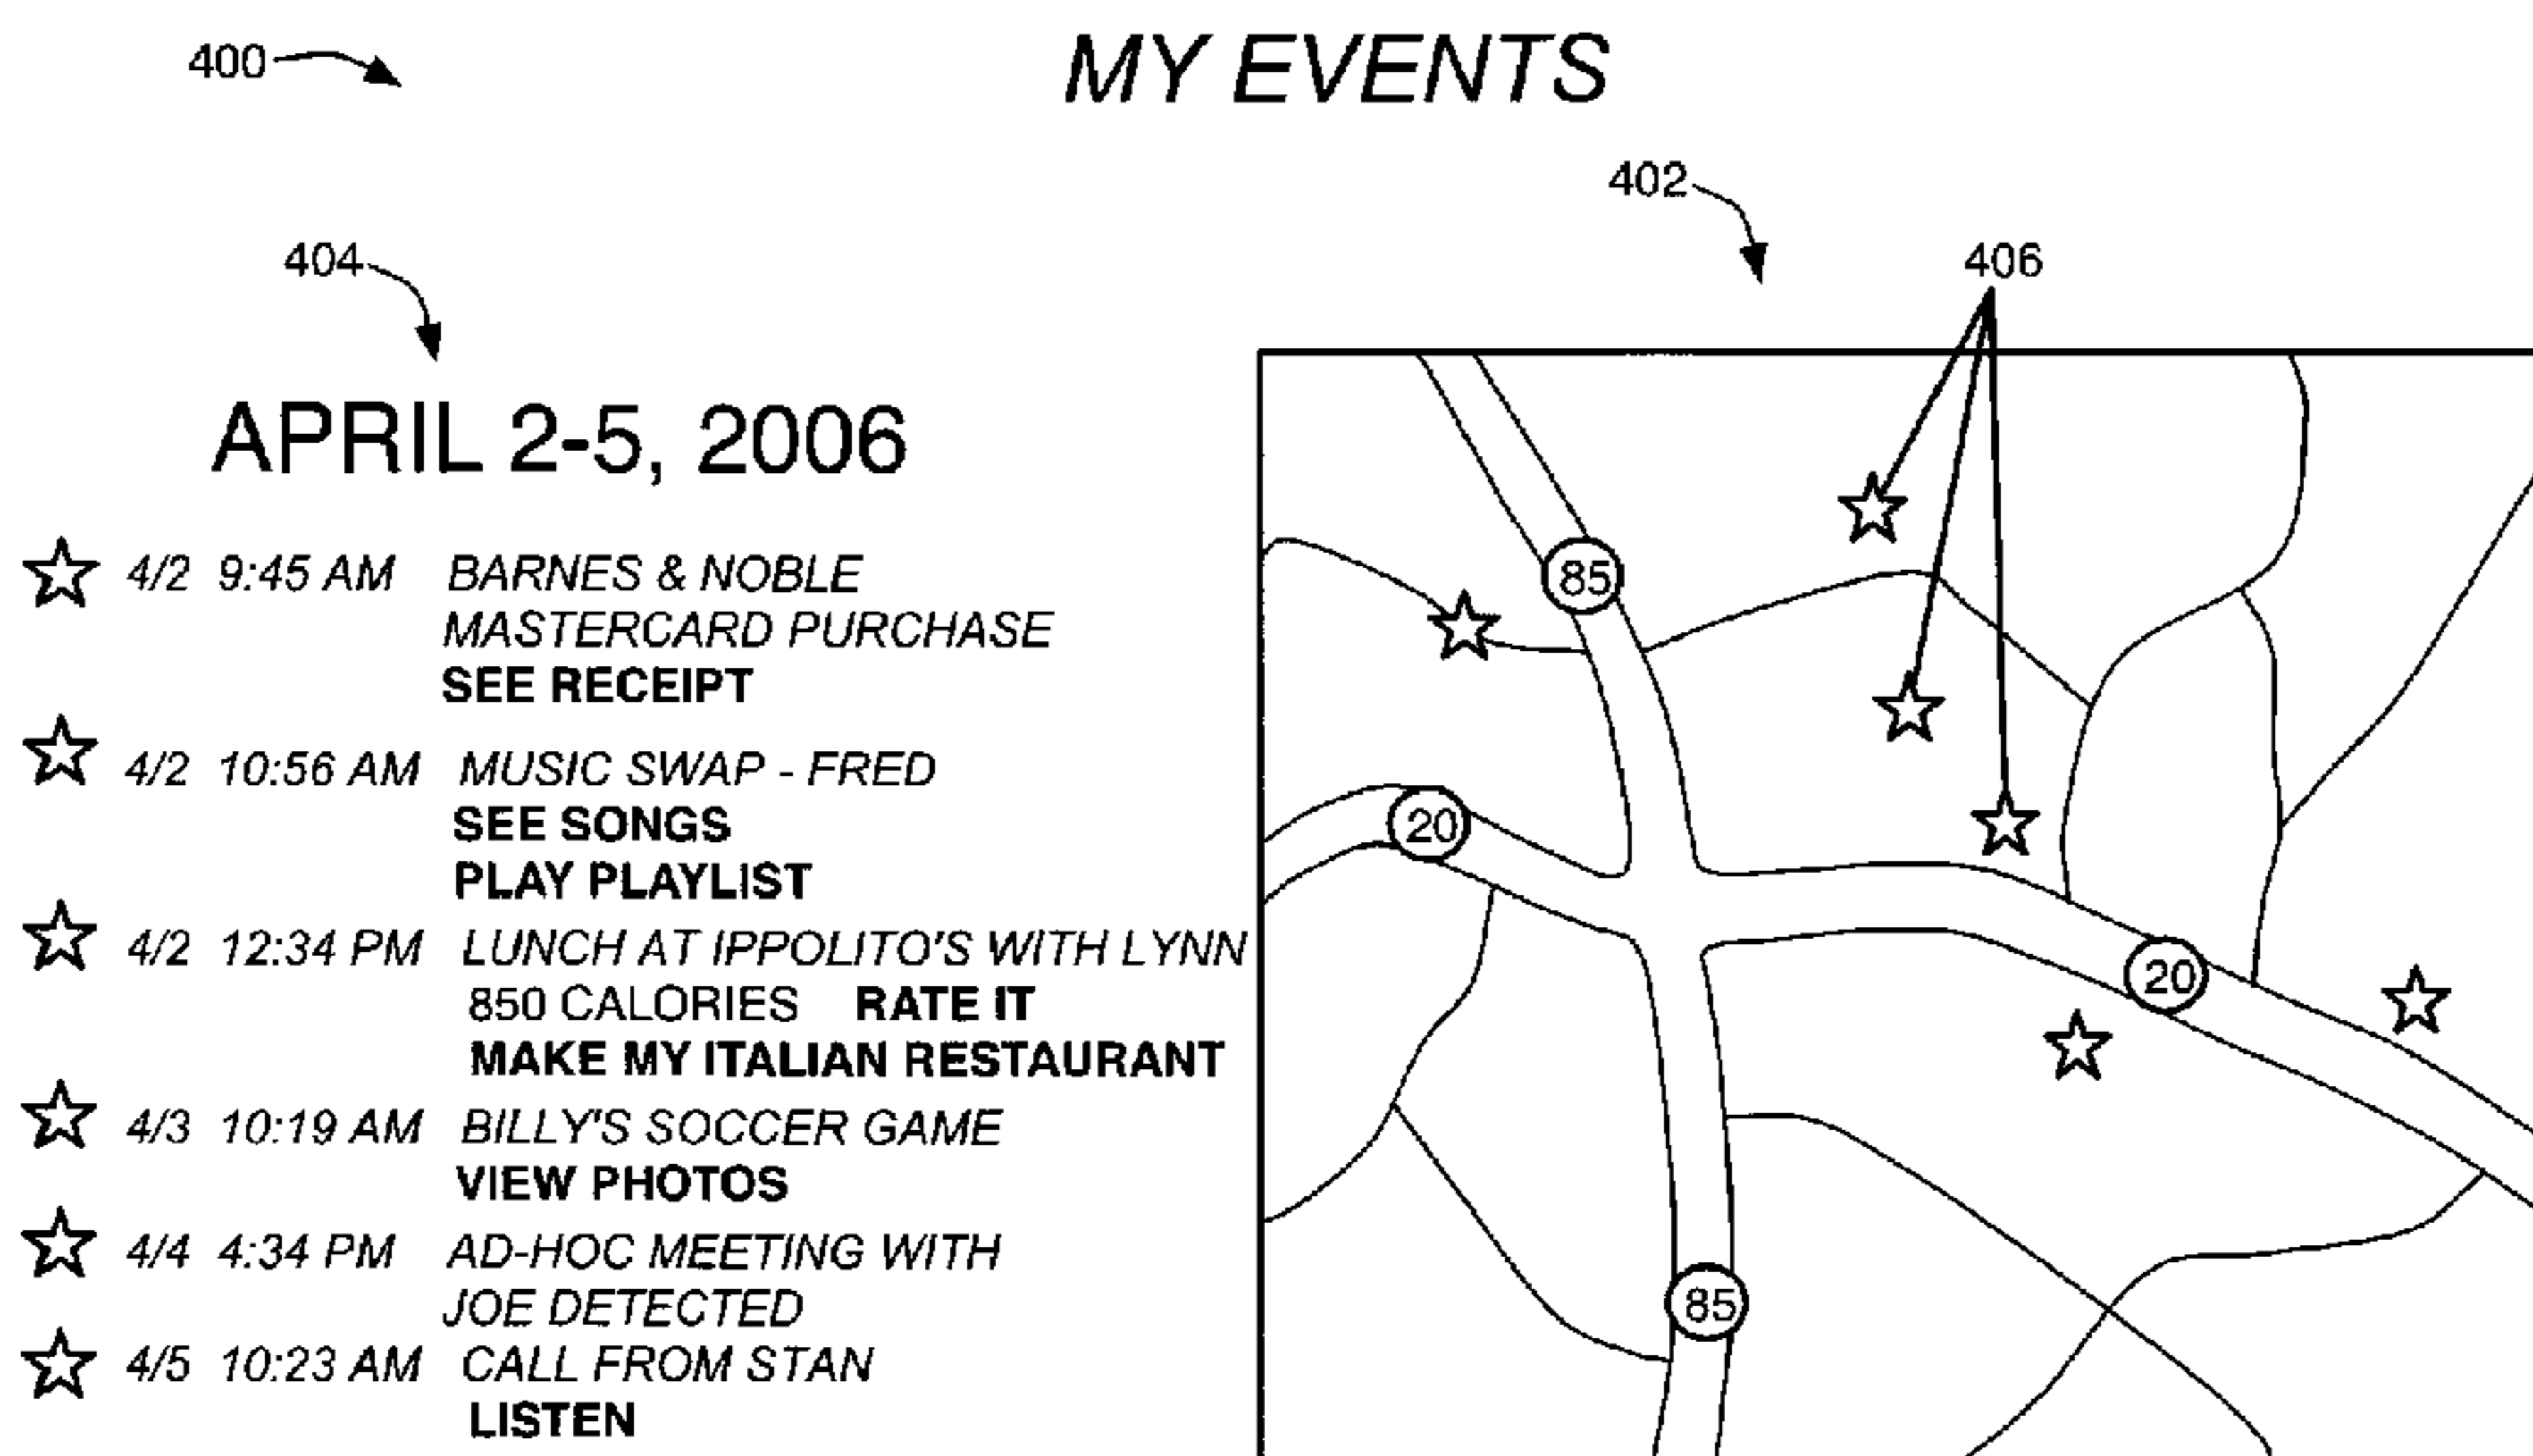 400
MY EVENTS
402
404
406
APRIL 2-5, 2006
4/2 9:45 AM BARNES & NOBLE
MASTERCARD PURCHASE
SEE RECEIPT
4/2 10:56 AM MUSIC SWAP - FRED
SEE SONGS
PLAY PLAYLIST
4/2 12:34 PM LUNCH AT IPPOLITO'S WITH LYNN
850 CALORIES RATE IT
MAKE MY ITALIAN RESTAURANT
4/3 10:19 AM BILLY'S SOCCER GAME
VIEW PHOTOS
4/4 4:34 PM AD-HOC MEETING WITH
JOE DETECTED
4/5 10:23 AM CALL FROM STAN
LISTEN
85
20
20
85